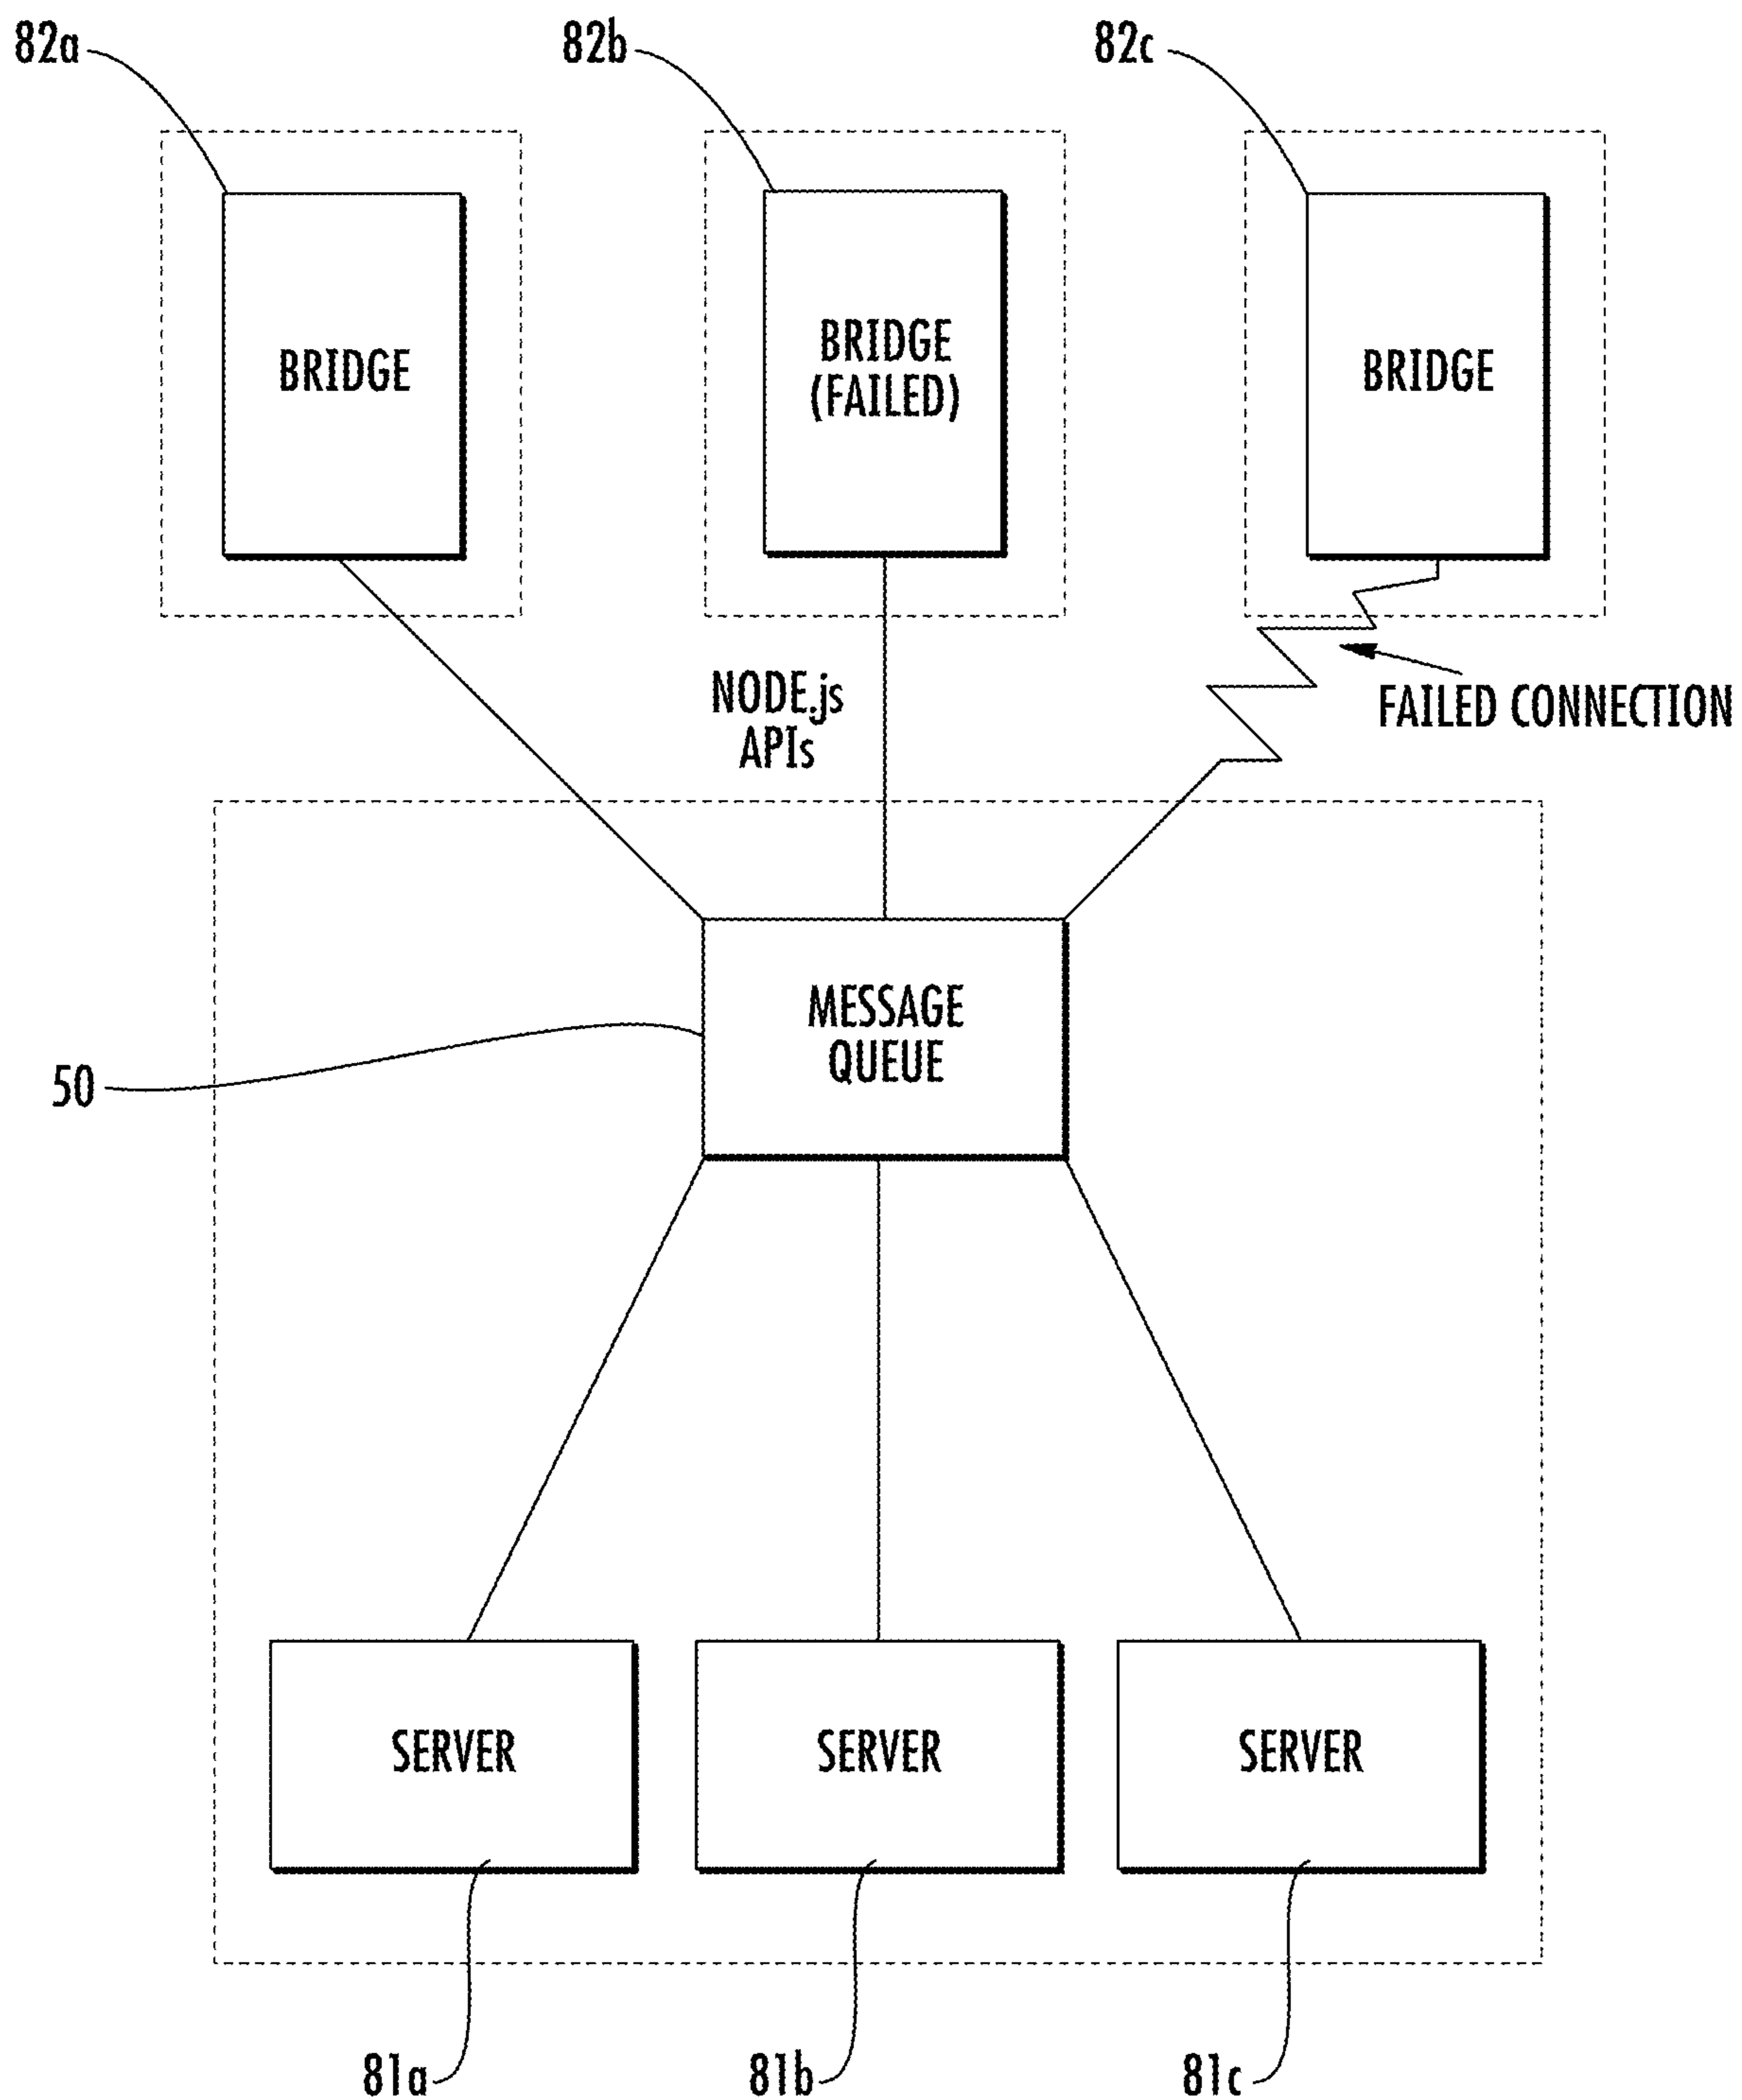 82a
82b
82c
BRIDGE
BRIDGE
(FAILED)
BRIDGE
NODE.js
APIs
FAILED CONNECTION
MESSAGE
QUEUE
50
SERVER
SERVER
SERVER
81a
81b
81c